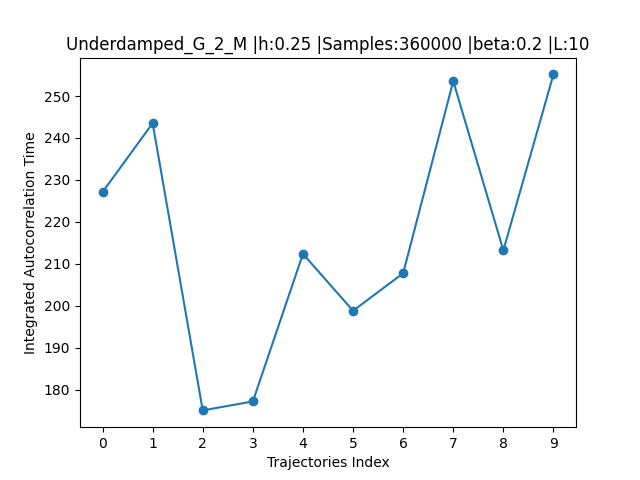 Underdamped_G_2_M |h:0.25 |Samples:360000 |beta:0.2 |L:10
Integrated Autocorrelation Time
250
240
230
220
210
200
190
180
0 1 2 3 4 5 6 7 8 9
Trajectories Index